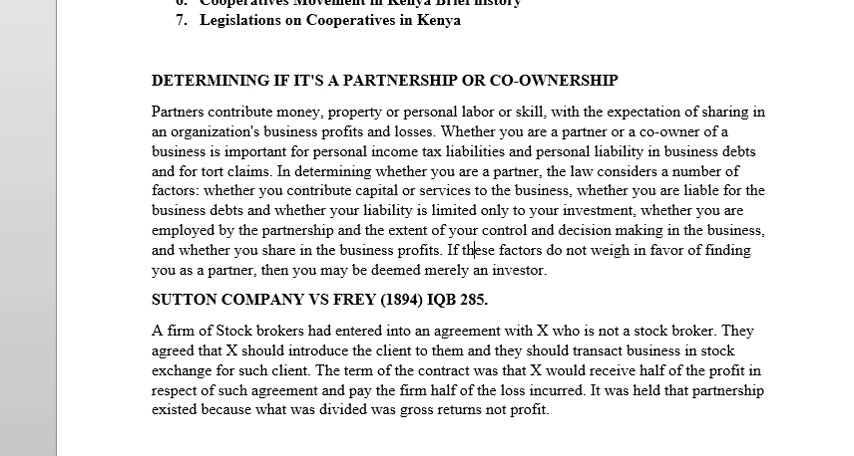 6. Cooperatives Movement in Kenya Brief history
7. Legislations on Cooperatives in Kenya
DETERMINING IF IT'S A PARTNERSHIP OR CO-OWNERSHIP
Partners contribute money, property or personal labor or skill, with the expectation of sharing in
an organization's business profits and losses. Whether you are a partner or a co-owner of a
business is important for personal income tax liabilities and personal liability in business debts
and for tort claims. In determining whether you are a partner, the law considers a number of
factors: whether you contribute capital or services to the business, whether you are liable for the
business debts and whether your liability is limited only to your investment, whether you are
employed by the partnership and the extent of your control and decision making in the business,
and whether you share in the business profits. If these factors do not weigh in favor of finding
you as a partner, then you may be deemed merely an investor.
SUTTON COMPANY VS FREY (1894) IQB 285.
A firm of Stock brokers had entered into an agreement with X who is not a stock broker. They
agreed that X should introduce the client to them and they should transact business in stock
exchange for such client. The term of the contract was that X would receive half of the profit in
respect of such agreement and pay the firm half of the loss incurred. It was held that partnership
existed because what was divided was gross returns not profit.